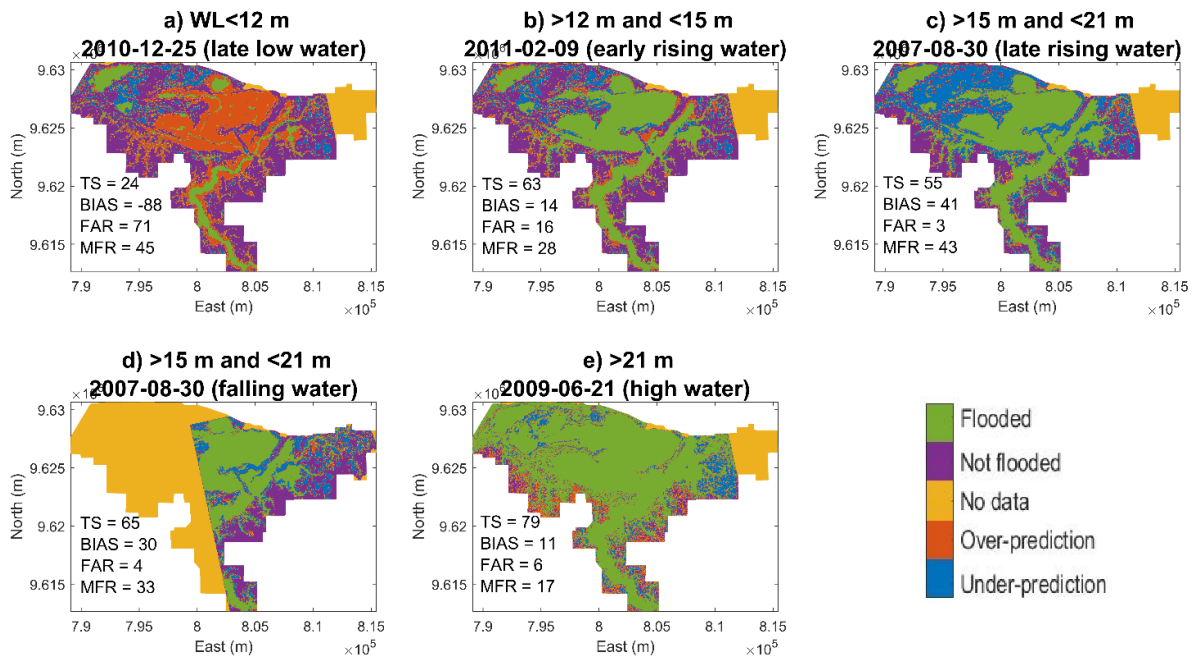 a) WL<12 m
2010-12-25 (late low water)
×10⁶
9.63
9.625
9.62
9.615
North (m)
TS = 24
BIAS = -88
FAR = 71
MFR = 45
7.9 7.95 8 8.05 8.1 8.15
East (m)
×10⁵
b) >12 m and <15 m
2011-02-09 (early rising water)
×10⁶
9.63
9.625
9.62
9.615
North (m)
TS = 63
BIAS = 14
FAR = 16
MFR = 28
7.9 7.95 8 8.05 8.1 8.15
East (m)
×10⁵
c) >15 m and <21 m
2007-08-30 (late rising water)
×10⁶
9.63
9.625
9.62
9.615
North (m)
TS = 55
BIAS = 41
FAR = 3
MFR = 43
7.9 7.95 8 8.05 8.1 8.15
East (m)
×10⁵
d) >15 m and <21 m
2007-08-30 (falling water)
×10⁶
9.63
9.625
9.62
9.615
North (m)
TS = 65
BIAS = 30
FAR = 4
MFR = 33
7.9 7.95 8 8.05 8.1 8.15
East (m)
×10⁵
e) >21 m
2009-06-21 (high water)
×10⁶
9.63
9.625
9.62
9.615
North (m)
TS = 79
BIAS = 11
FAR = 6
MFR = 17
7.9 7.95 8 8.05 8.1 8.15
East (m)
×10⁵
Flooded
Not flooded
No data
Over-prediction
Under-prediction